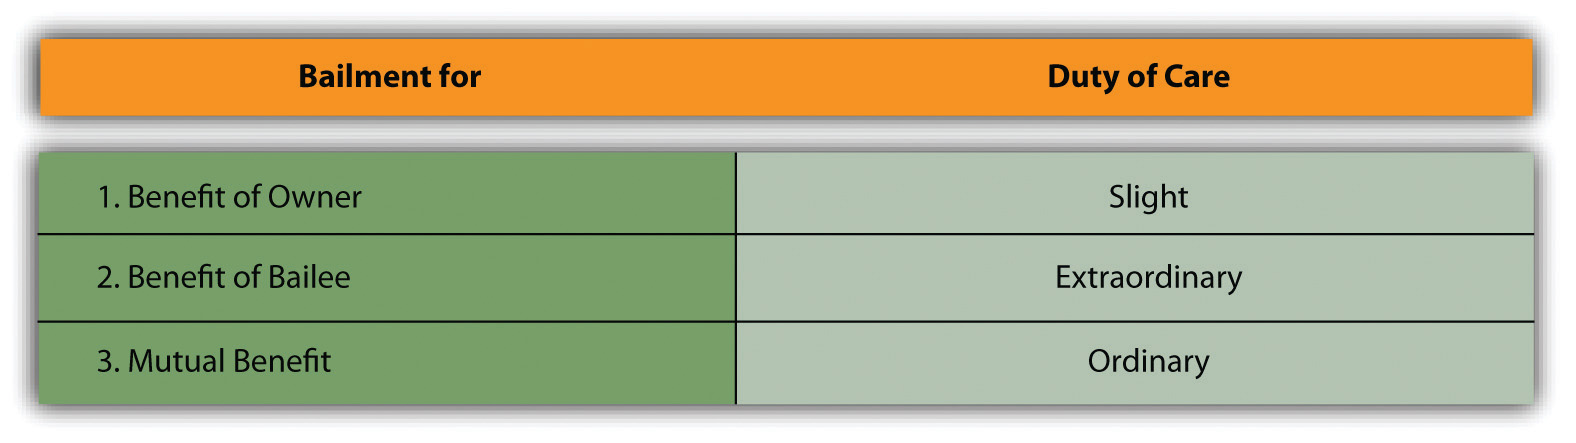 Bailment for Duty of Care
1. Benefit of Owner Slight
2. Benefit of Bailee Extraordinary
3. Mutual Benefit Ordinary